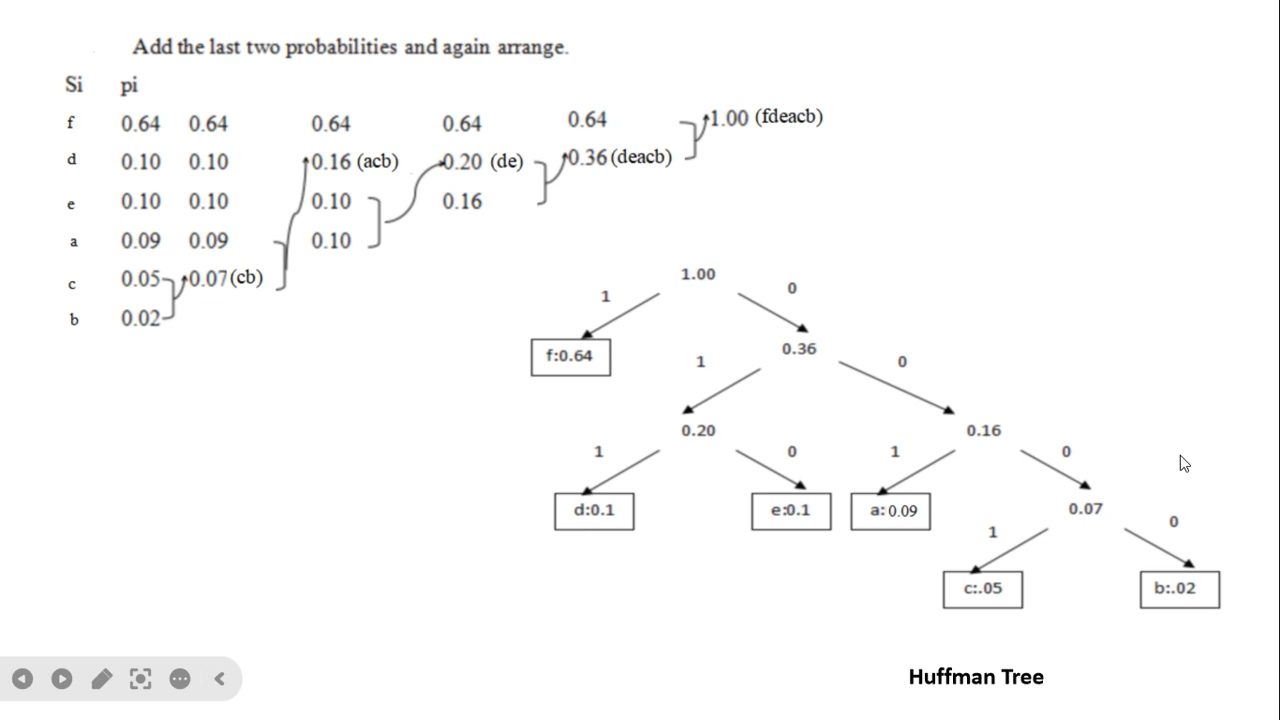 Add the last two probabilities and again arrange.
Si pi
f 0.64 0.64 0.64 0.64 0.64 1.00 (fdeacb)
d 0.10 0.10 0.16 (acb) 0.20 (de) 0.36 (deacb)
e 0.10 0.10 0.10 0.16
a 0.09 0.09 0.10
c 0.05 0.07 (cb)
b 0.02
1.00
1 0
f:0.64 0.36
1 0
0.20 0.16
1 0 1 0
d:0.1 e:0.1 a: 0.09 0.07
1 0
c:.05 b:.02
Huffman Tree